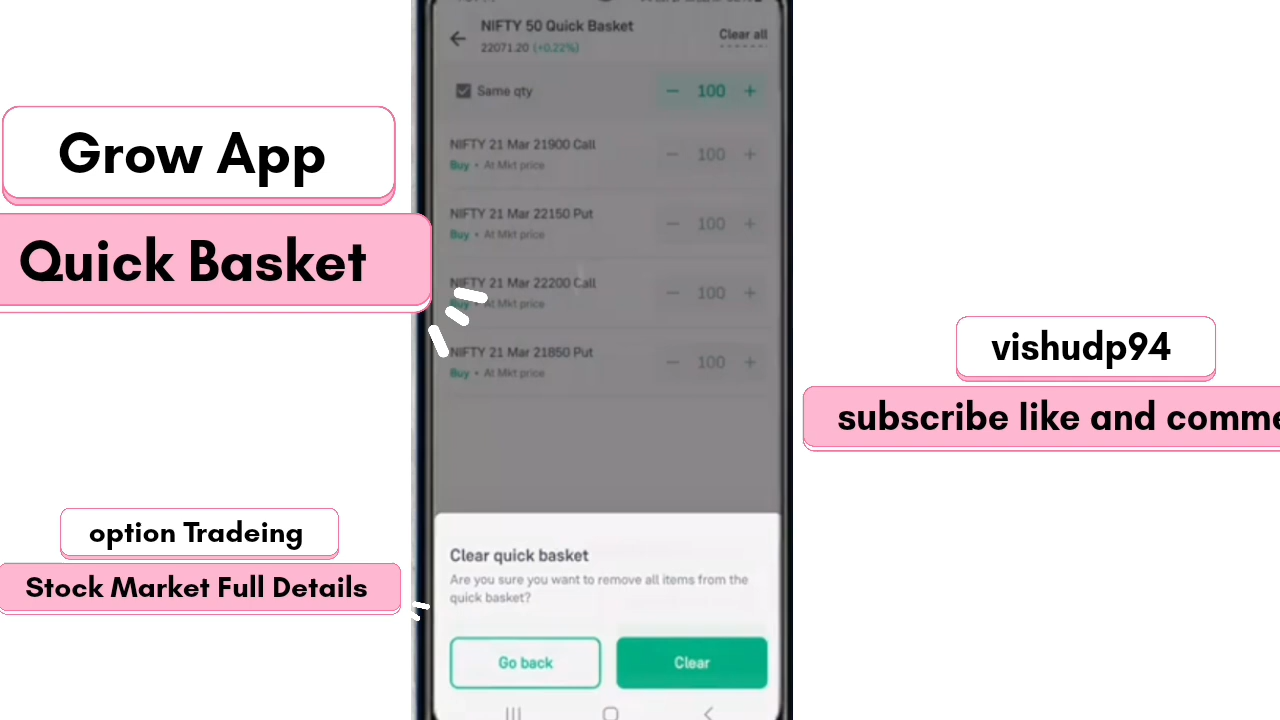 Grow App
Quick Basket
option Tradeing
Stock Market Full Details
NIFTY 50 Quick Basket
22071.20 (+0.22%)
Clear all
Same qty
100
NIFTY 21 Mar 21900 Call
Buy • At Mkt price
100
NIFTY 21 Mar 22150 Put
Buy • At Mkt price
100
NIFTY 21 Mar 22200 Call
Buy • At Mkt price
100
NIFTY 21 Mar 21850 Put
Buy • At Mkt price
100
Clear quick basket
Are you sure you want to remove all items from the
quick basket?
Go back
Clear
vishudp94
subscribe like and comme